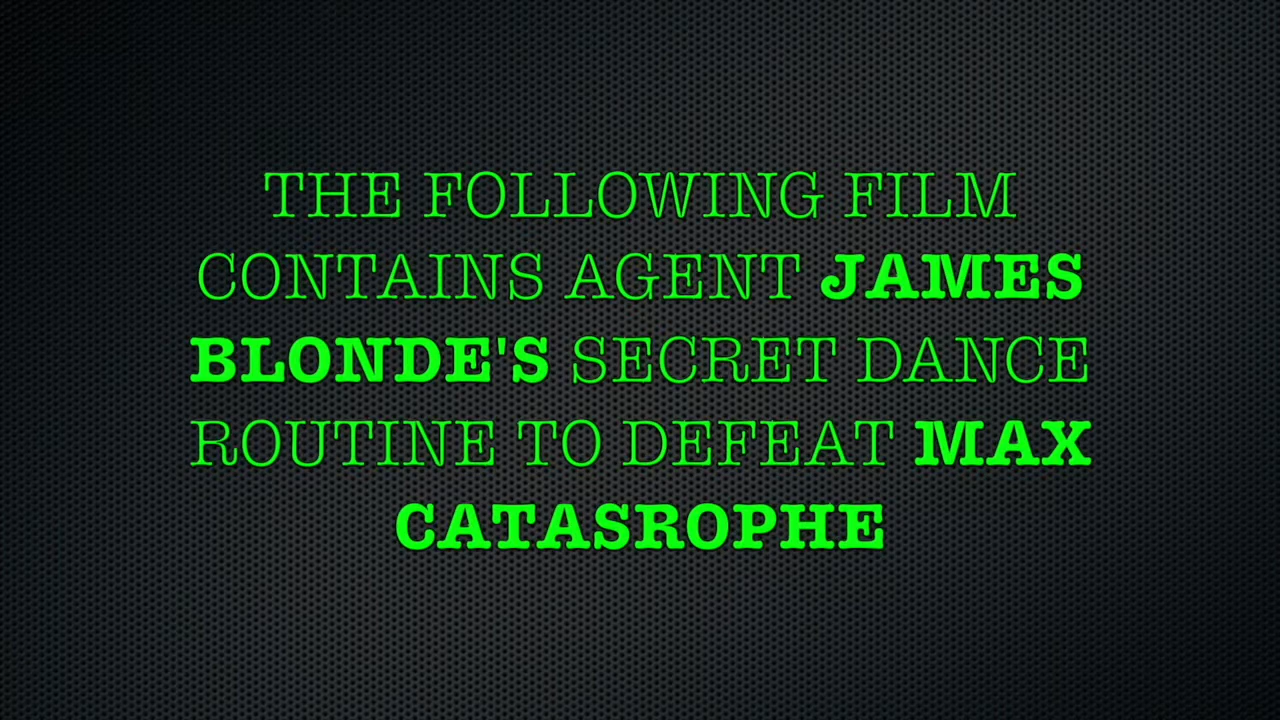 THE FOLLOWING FILM
CONTAINS AGENT JAMES
BLONDE'S SECRET DANCE
ROUTINE TO DEFEAT MAX
CATASROPHE